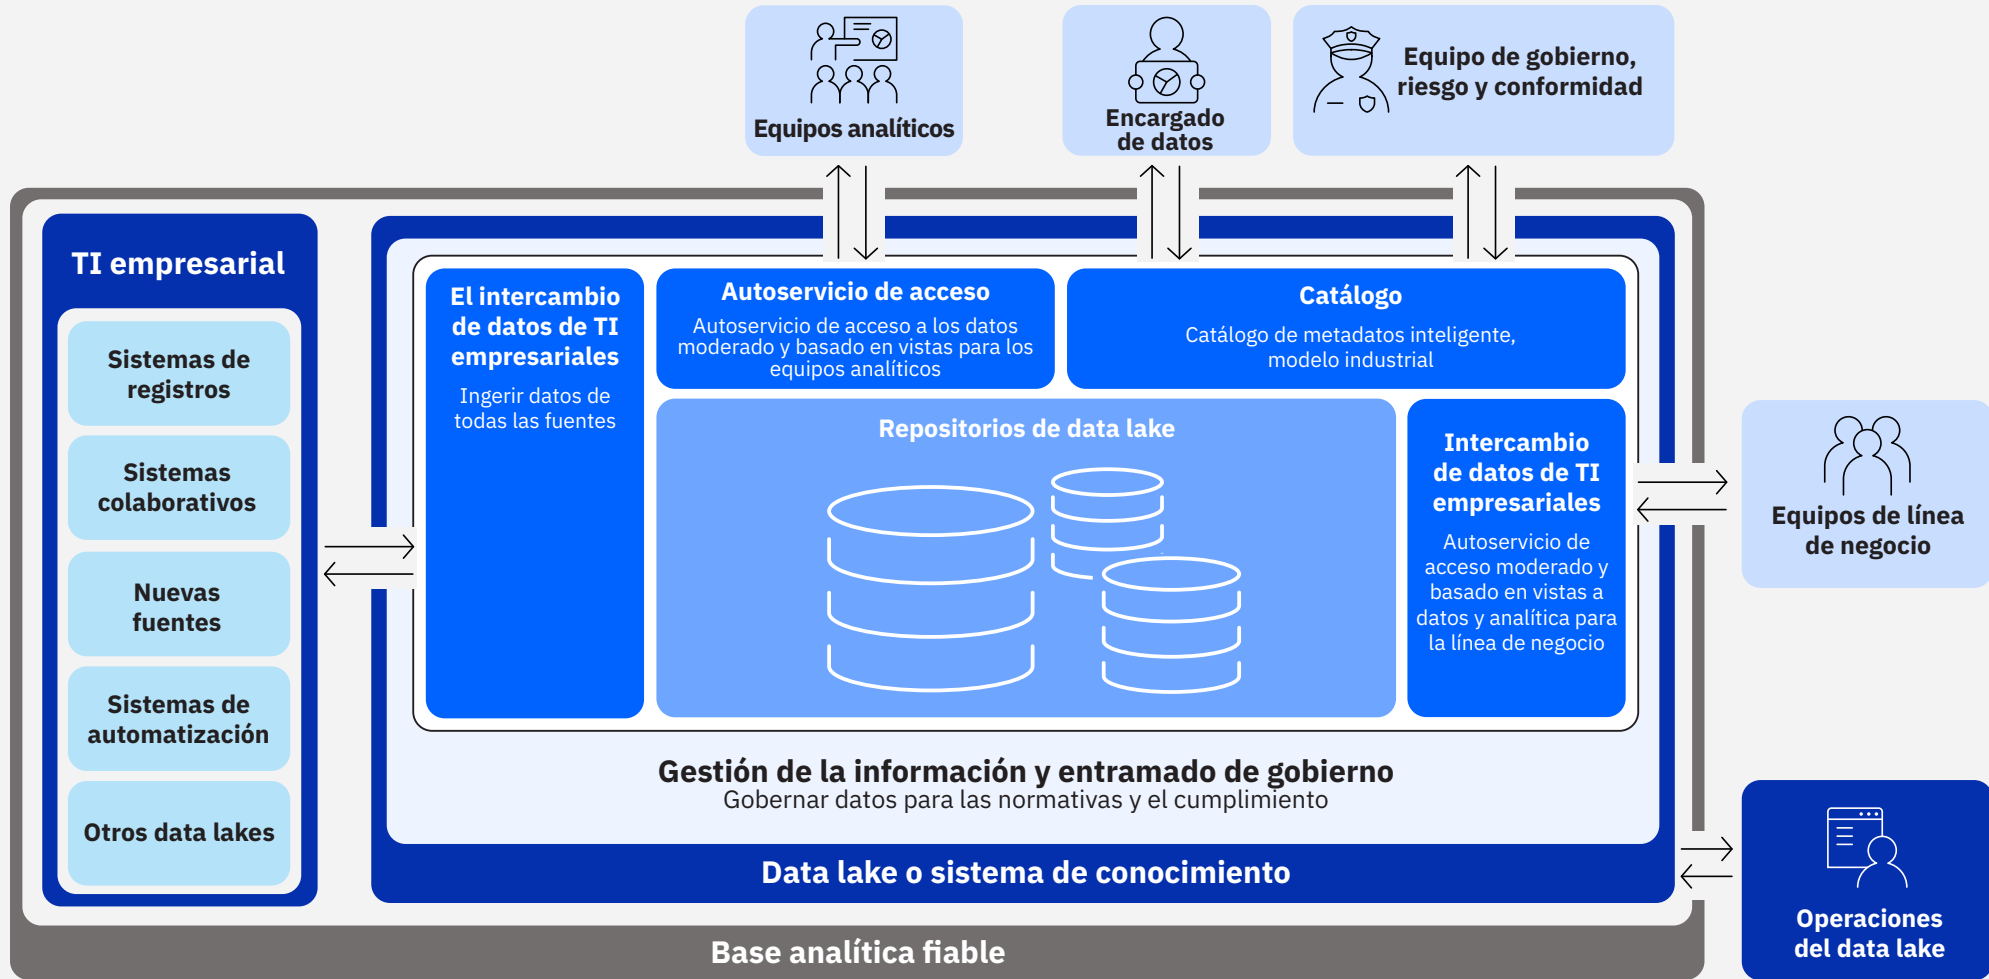 Equipos analíticos
Encargado
de datos
Equipo de gobierno,
riesgo y conformidad
TI empresarial
Sistemas de
registros
Sistemas
colaborativos
Nuevas
fuentes
Sistemas de
automatización
Otros data lakes
El intercambio
de datos de TI
empresariales
Ingerir datos de
todas las fuentes
Autoservicio de acceso
Autoservicio de acceso a los datos
moderado y basado en vistas para los
equipos analíticos
Catálogo
Catálogo de metadatos inteligente,
modelo industrial
Repositorios de data lake
Intercambio
de datos de TI
empresariales
Autoservicio de
acceso moderado y
basado en vistas a
datos y analítica para
la línea de negocio
Equipos de línea
de negocio
Gestión de la información y entramado de gobierno
Gobernar datos para las normativas y el cumplimiento
Data lake o sistema de conocimiento
Operaciones
del data lake
Base analítica fiable